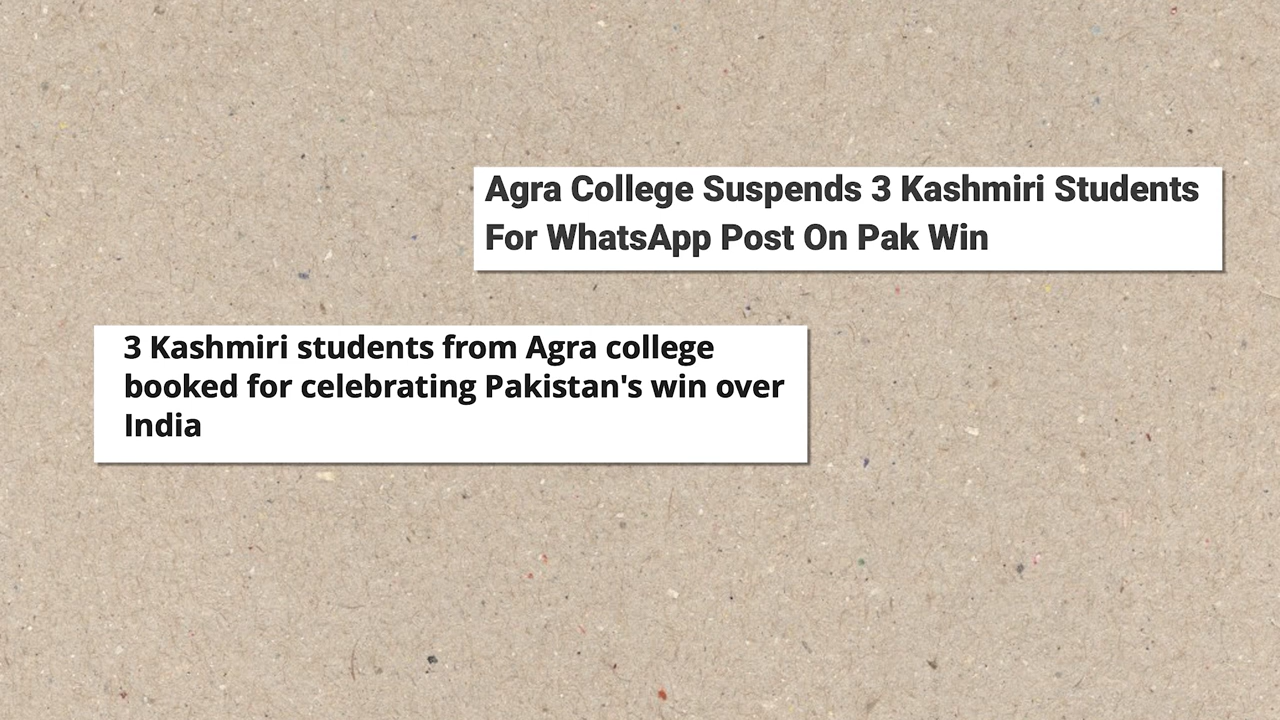 Agra College Suspends 3 Kashmiri Students
For WhatsApp Post On Pak Win
3 Kashmiri students from Agra college
booked for celebrating Pakistan's win over
India